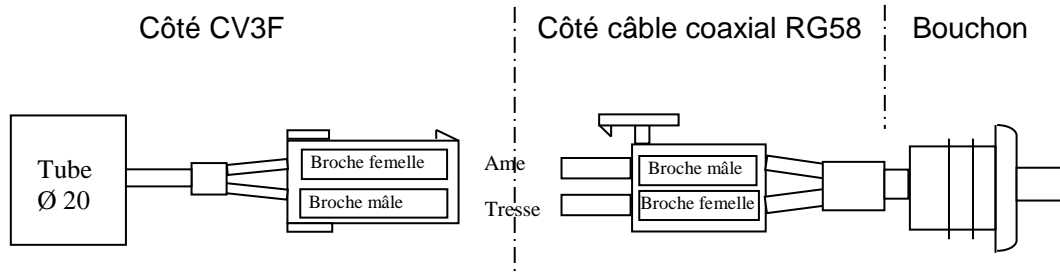 Côté CV3F
Côté câble coaxial RG58
Bouchon
Tube
Ø 20
Broche femelle
Broche mâle
Ame
Tresse
Broche mâle
Broche femelle